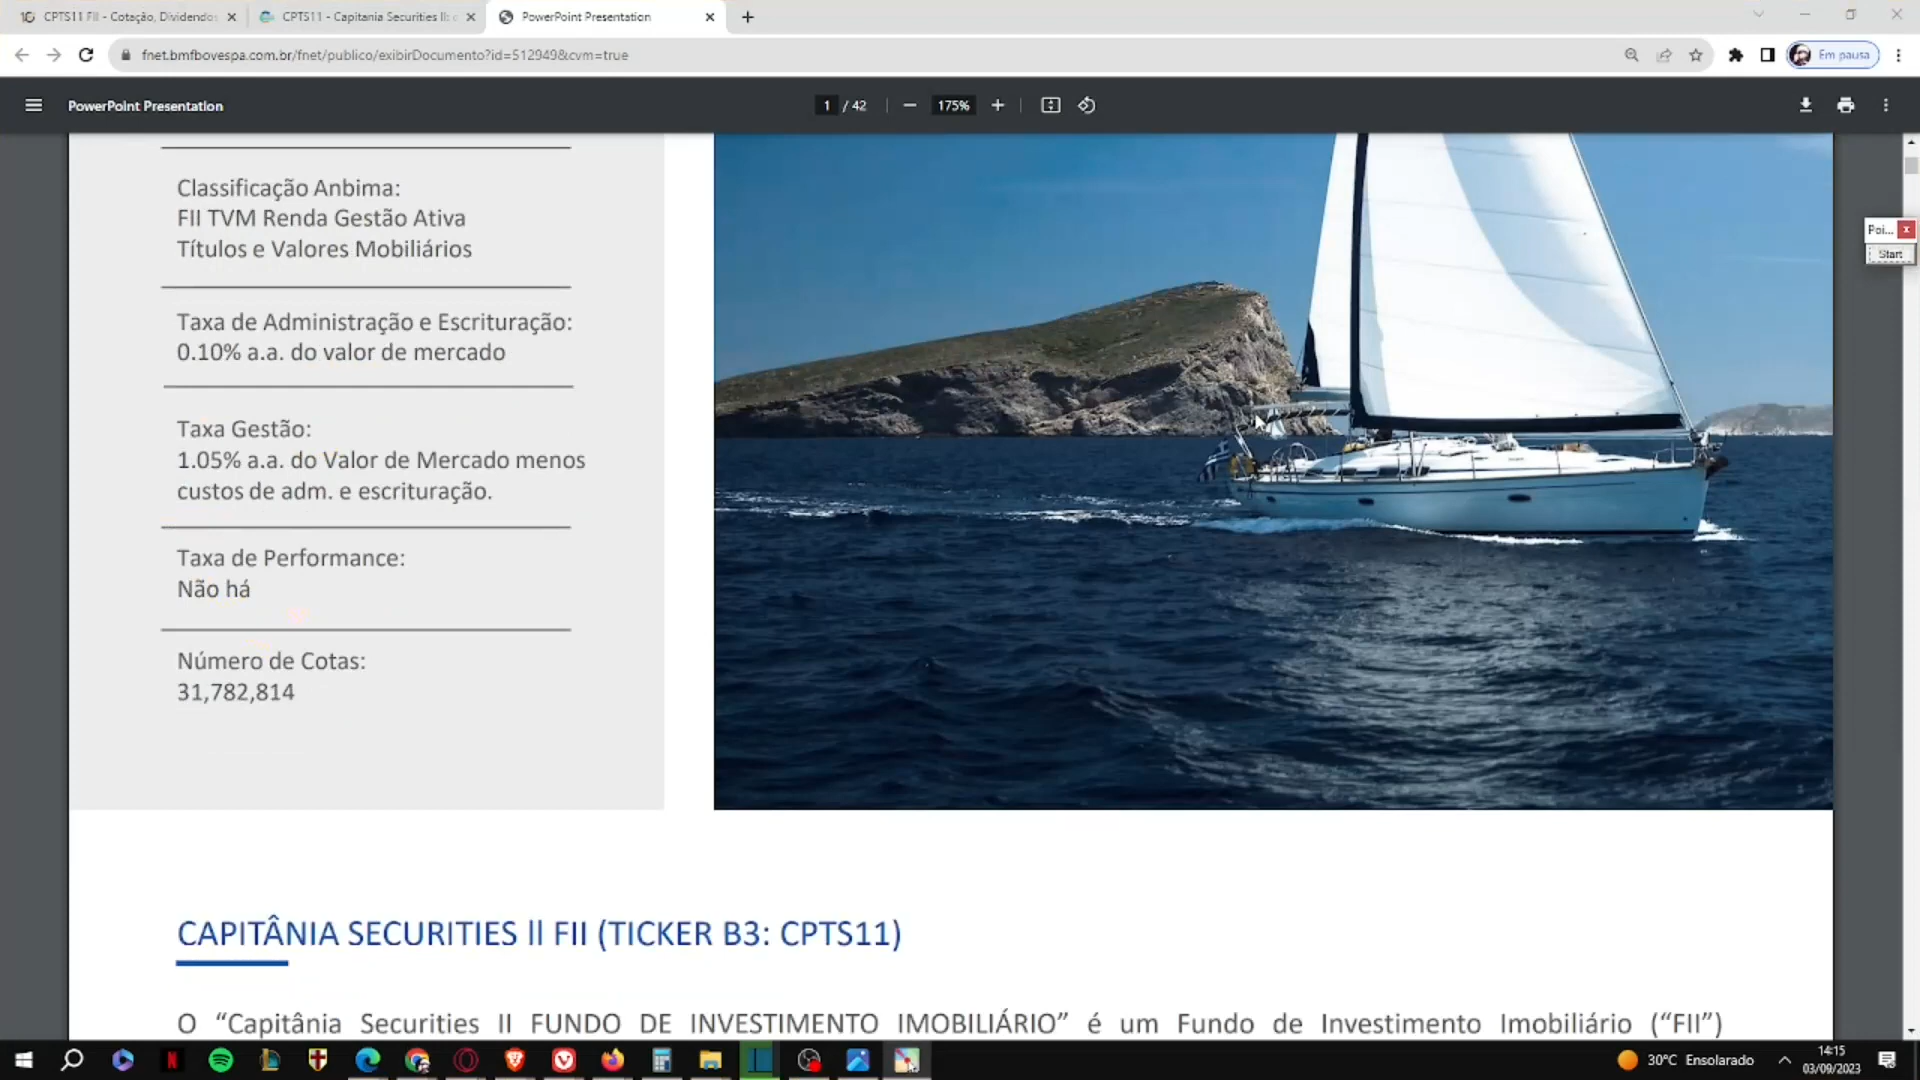 CPTS11 FII - Cotação, Dividendos
CPTS11 - Capitania Securities II: c
PowerPoint Presentation
fnet.bmfbovespa.com.br/fnet/publico/exibirDocumento?id=512949&cvm=true
Em pausa
PowerPoint Presentation
1 / 42
175%
Classificação Anbima:
FII TVM Renda Gestão Ativa
Títulos e Valores Mobiliários
Taxa de Administração e Escrituração:
0.10% a.a. do valor de mercado
Taxa Gestão:
1.05% a.a. do Valor de Mercado menos
custos de adm. e escrituração.
Taxa de Performance:
Não há
Número de Cotas:
31,782,814
Poi...
Start
CAPITÂNIA SECURITIES ll FII (TICKER B3: CPTS11)
O “Capitânia Securities II FUNDO DE INVESTIMENTO IMOBILIÁRIO” é um Fundo de Investimento Imobiliário (“FII”)
30°C Ensolarado
14:15
03/09/2023